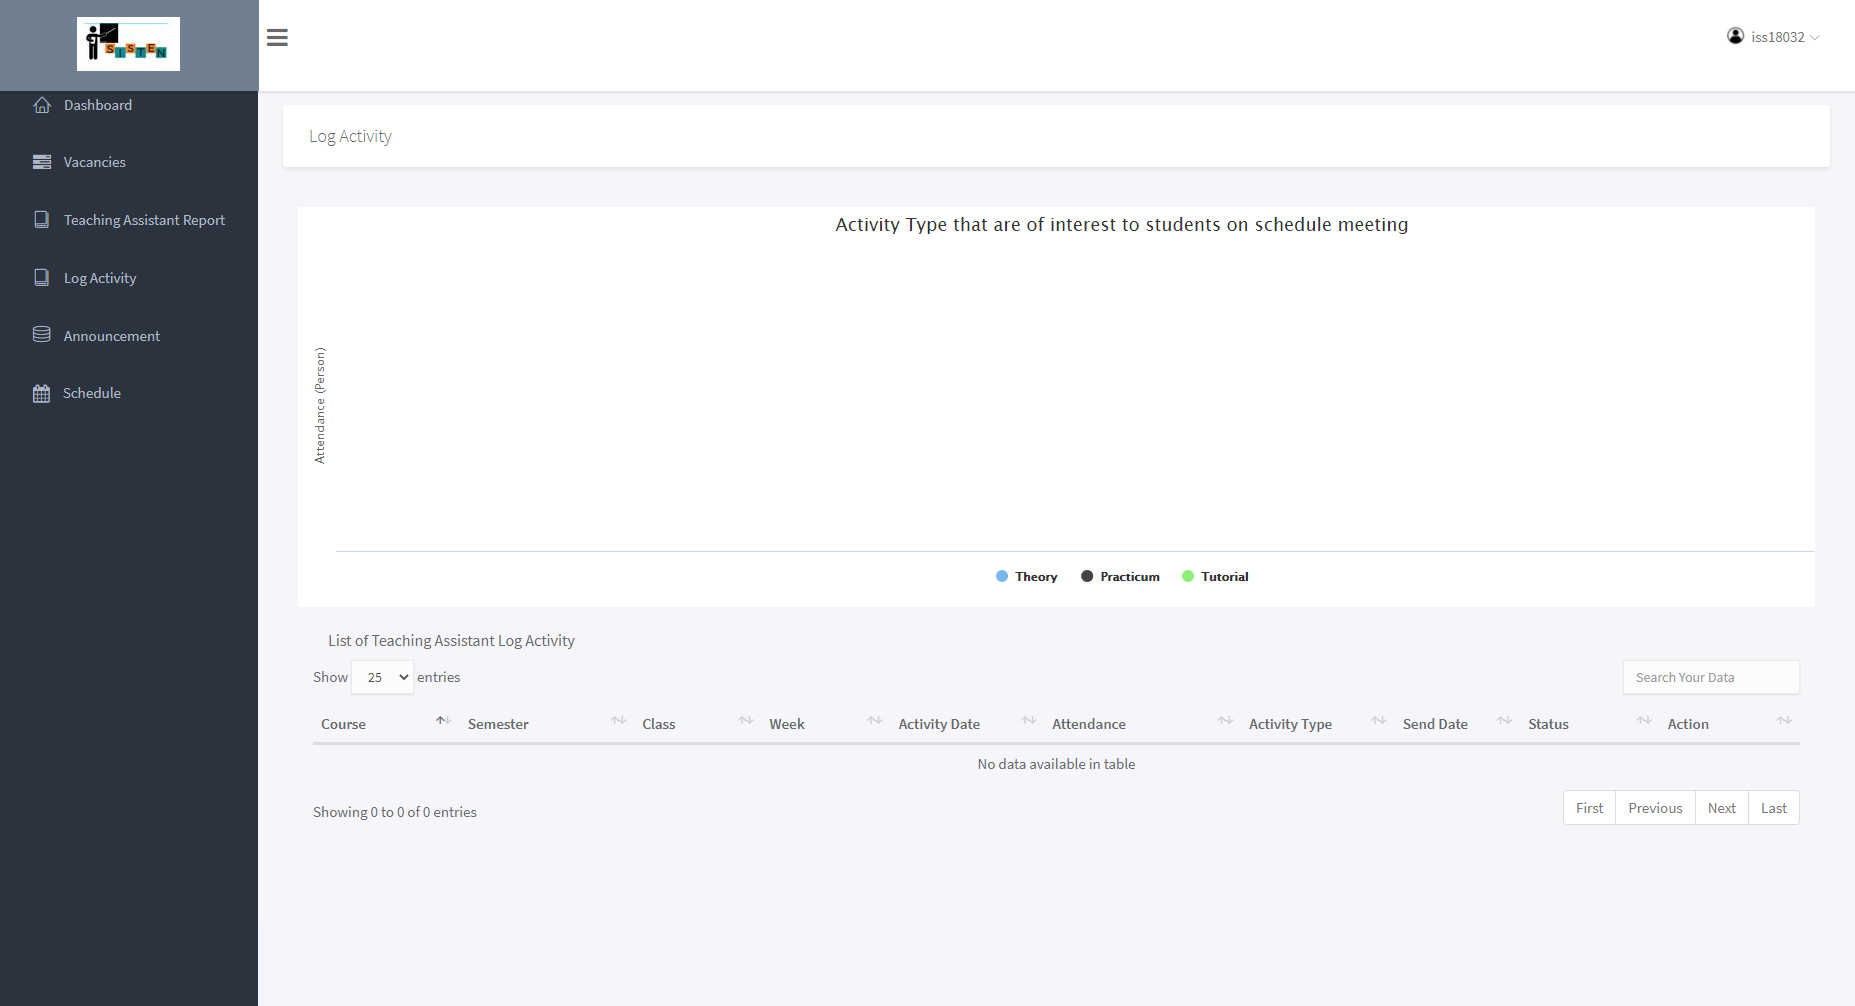 SISTEN
iss18032
Dashboard
Vacancies
Teaching Assistant Report
Log Activity
Announcement
Schedule
Log Activity
Activity Type that are of interest to students on schedule meeting
Attendance (Person)
Theory Practicum Tutorial
List of Teaching Assistant Log Activity
Show 25 entries
Search Your Data
Course Semester Class Week Activity Date Attendance Activity Type Send Date Status Action
No data available in table
Showing 0 to 0 of 0 entries
First Previous Next Last